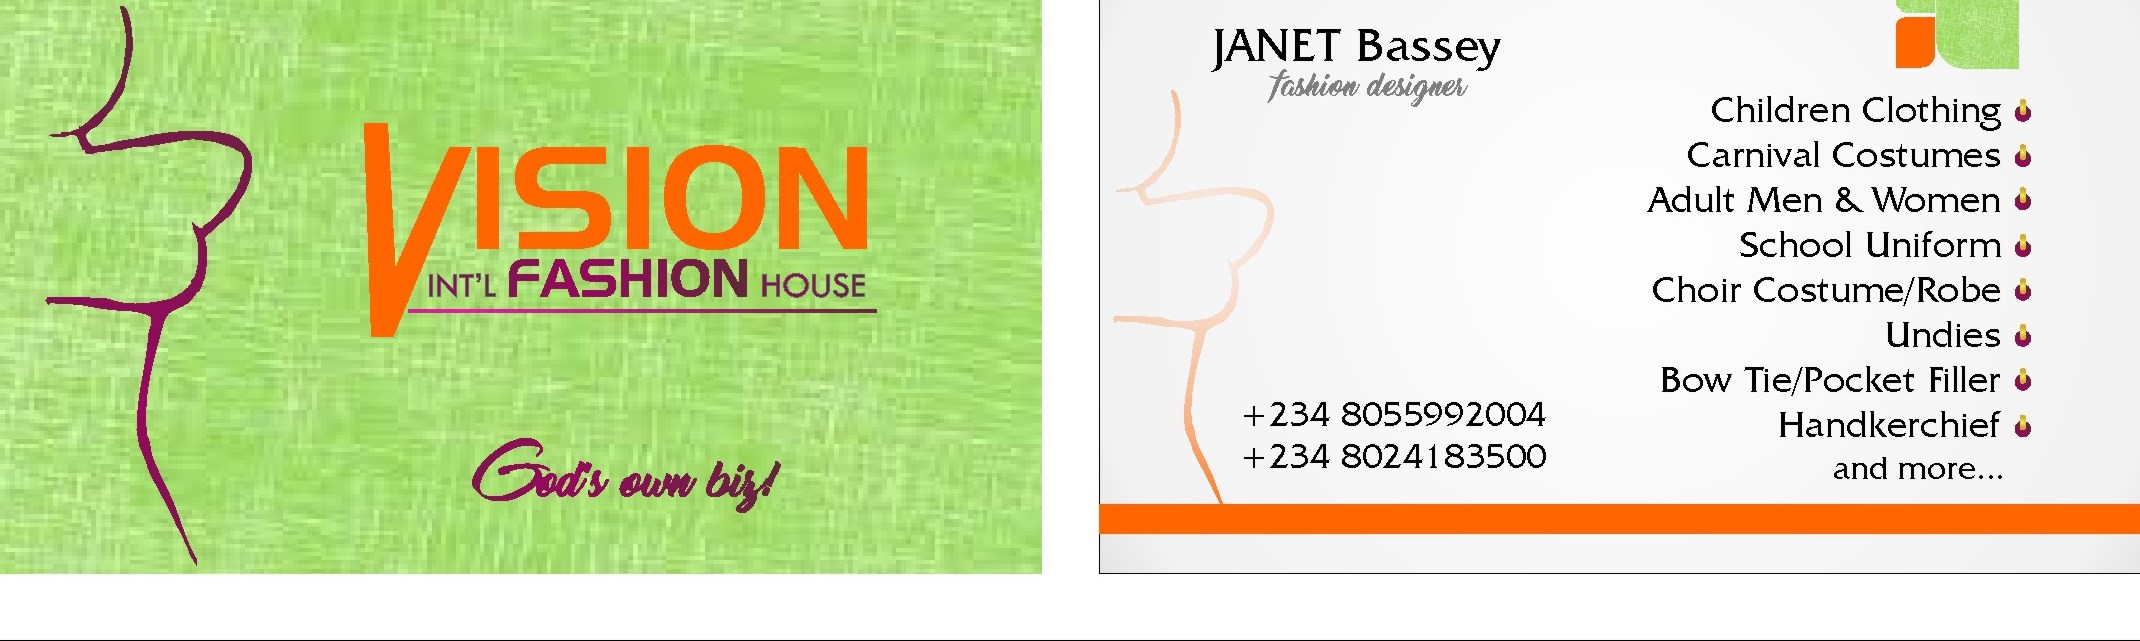 VISION
INT'L FASHION HOUSE
God's own biz!
JANET Bassey
fashion designer
Children Clothing
Carnival Costumes
Adult Men & Women
School Uniform
Choir Costume/Robe
Undies
Bow Tie/Pocket Filler
Handkerchief
and more...
+234 8055992004
+234 8024183500